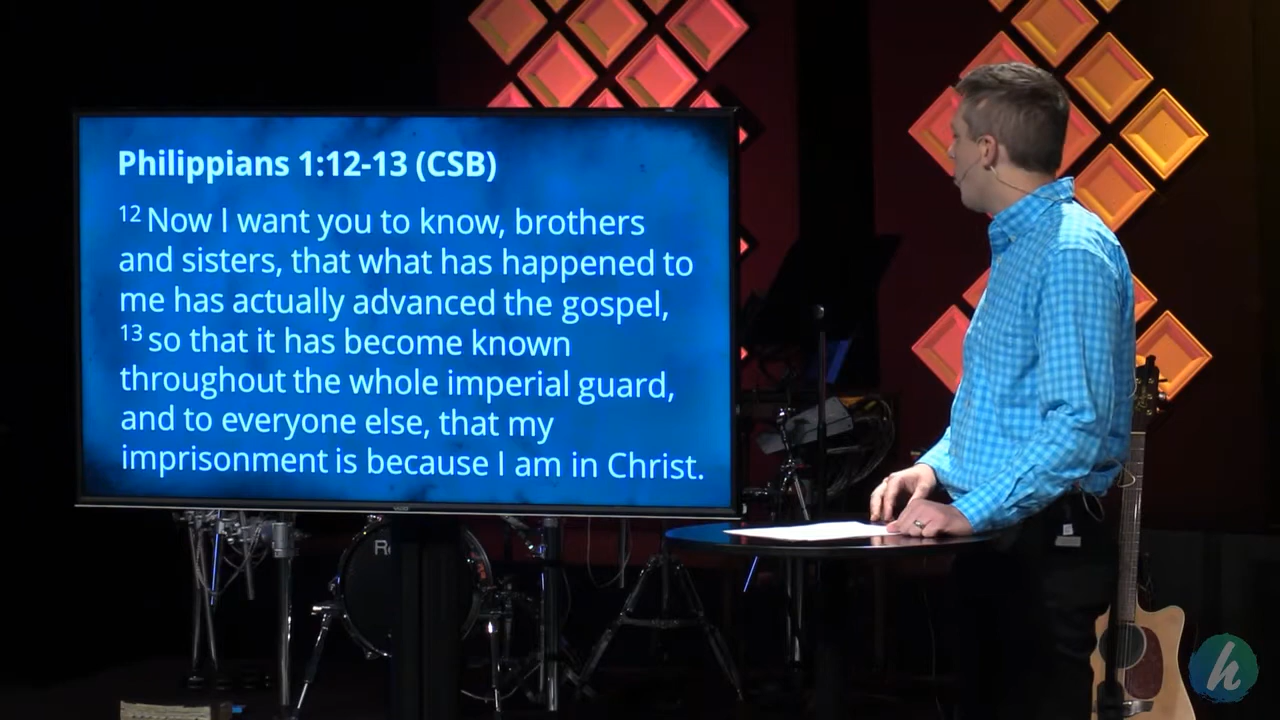 Philippians 1:12-13 (CSB)
12 Now I want you to know, brothers
and sisters, that what has happened to
me has actually advanced the gospel,
13 so that it has become known
throughout the whole imperial guard,
and to everyone else, that my
imprisonment is because I am in Christ.
h